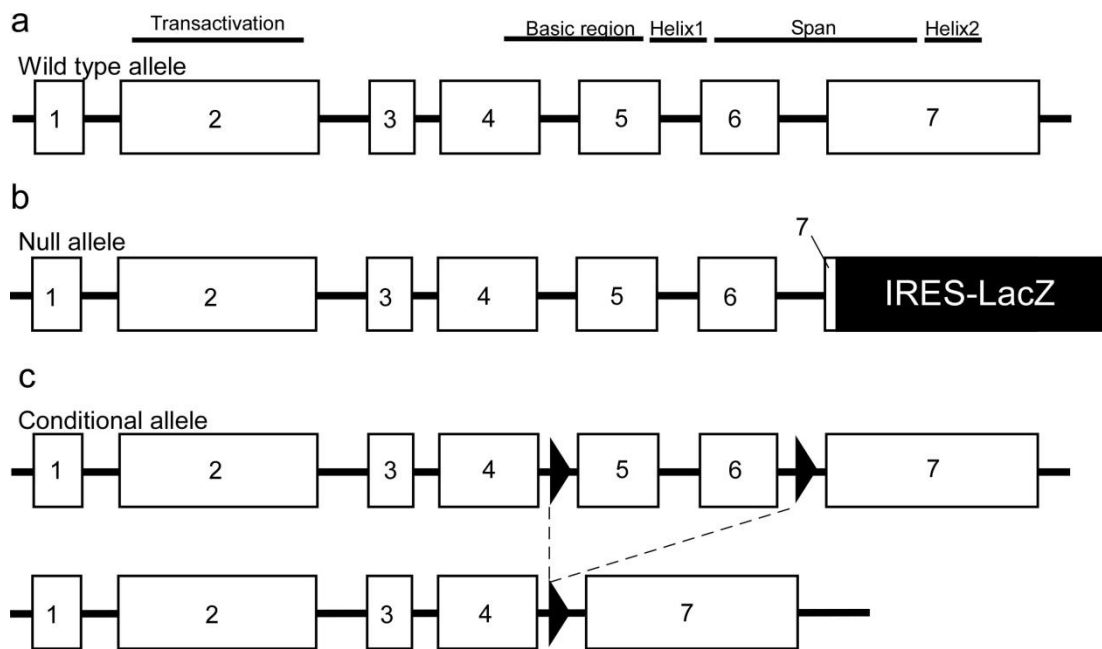 a
Transactivation Basic region Helix1 Span Helix2
Wild type allele
1 2 3 4 5 6 7
b
Null allele
7
1 2 3 4 5 6 IRES-LacZ
c
Conditional allele
1 2 3 4 5 6 7
1 2 3 4 7